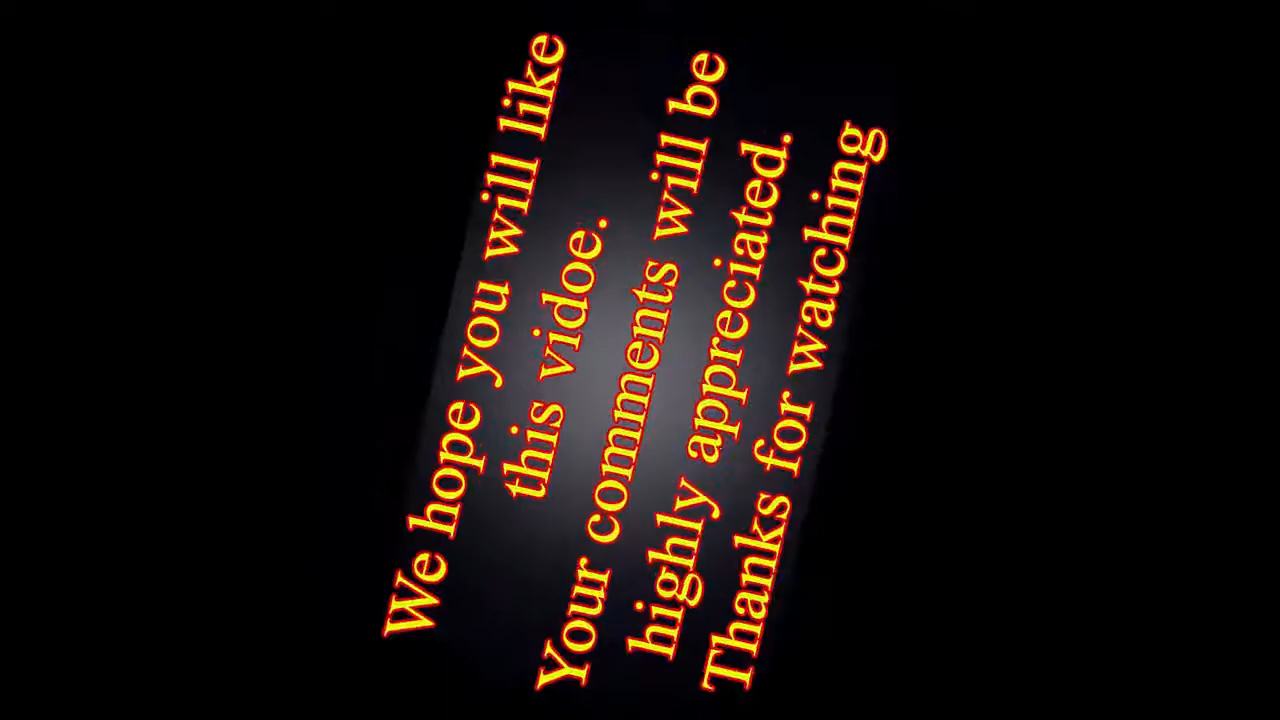 We hope you will like
this vidoe.
Your comments will be
highly appreciated.
Thanks for watching